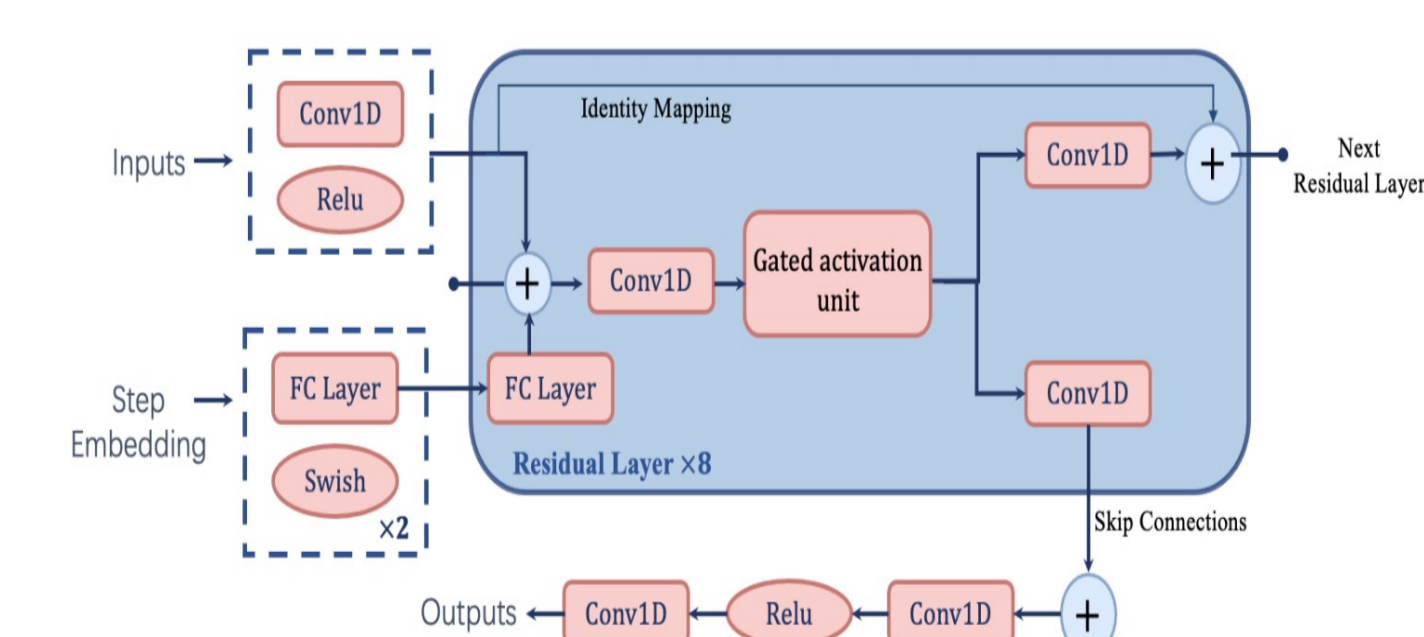 Conv1D
Identity Mapping
Inputs
Relu
Conv1D
+
Next
Residual Layer
+
Conv1D
Gated activation
unit
Step
Embedding
FC Layer
FC Layer
Conv1D
Swish
×2
Residual Layer ×8
Skip Connections
Outputs
Conv1D
Relu
Conv1D
+